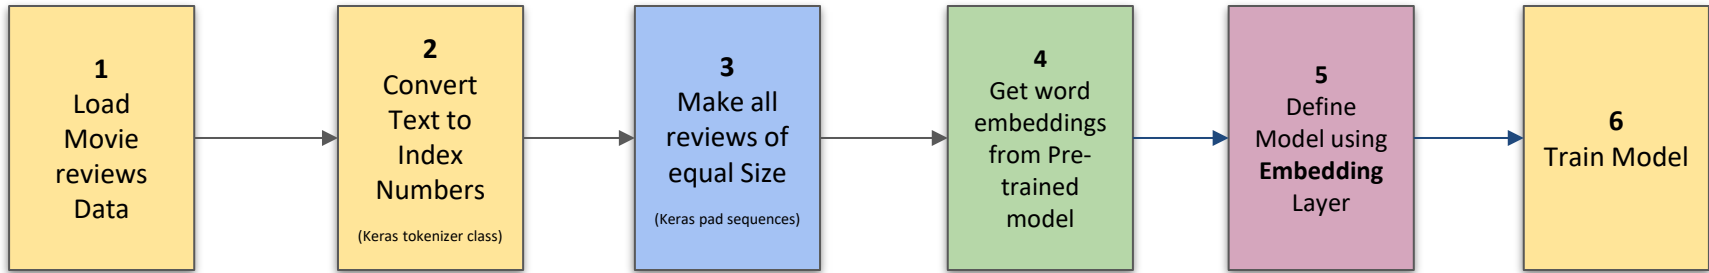 1
Load
Movie
reviews
Data
2
Convert
Text to
Index
Numbers
(Keras tokenizer class)
3
Make all
reviews of
equal Size
(Keras pad sequences)
4
Get word
embeddings
from Pre-
trained
model
5
Define
Model using
Embedding
Layer
6
Train Model